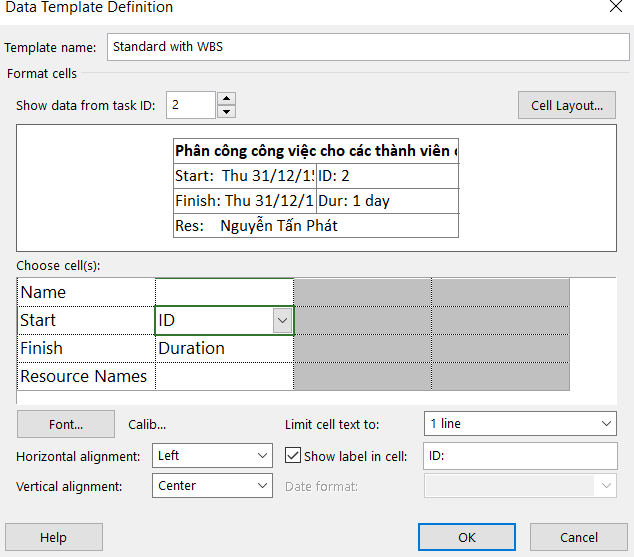 Data Template Definition
Template name: Standard with WBS
Format cells
Show data from task ID: 2 Cell Layout...
Phân công công việc cho các thành viên
Start: Thu 31/12/15 ID: 2
Finish: Thu 31/12/1 Dur: 1 day
Res: Nguyễn Tấn Phát
Choose cell(s):
Name
Start ID
Finish Duration
Resource Names
Font... Calib... Limit cell text to: 1 line
Horizontal alignment: Left Show label in cell: ID:
Vertical alignment: Center Date format:
Help OK Cancel